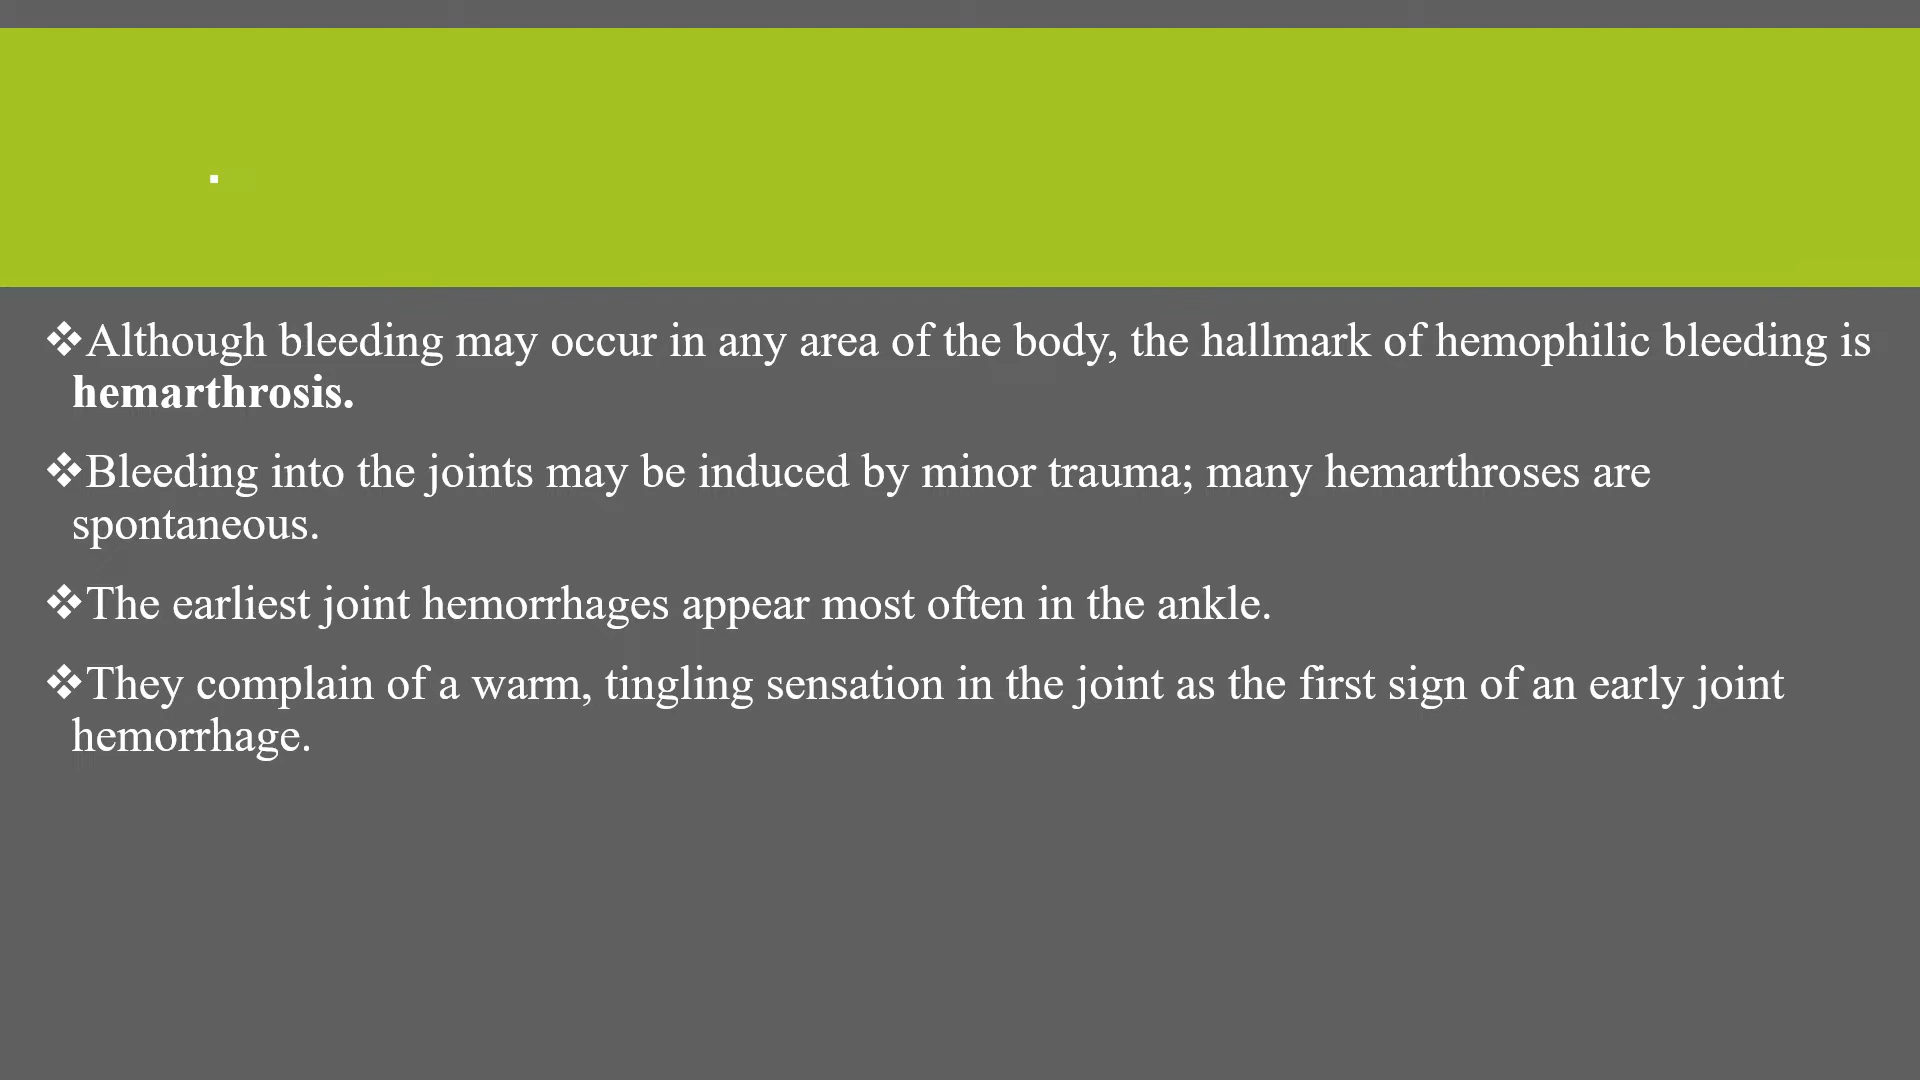 .
❖Although bleeding may occur in any area of the body, the hallmark of hemophilic bleeding is
hemarthrosis.
❖Bleeding into the joints may be induced by minor trauma; many hemarthroses are
spontaneous.
❖The earliest joint hemorrhages appear most often in the ankle.
❖They complain of a warm, tingling sensation in the joint as the first sign of an early joint
hemorrhage.